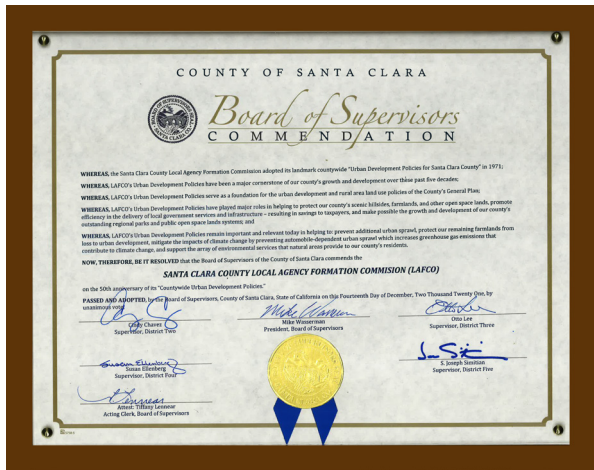 COUNTY OF SANTA CLARA
Board of Supervisors
COMMENDATION
WHEREAS, the Santa Clara County Local Agency Formation Commission adopted its landmark countywide "Urban Development Policies for Santa Clara County" in 1971;
WHEREAS, LAFCO's Urban Development Policies have been a major cornerstone of our county's growth and development over these past five decades;
WHEREAS, LAFCO's Urban Development Policies serve as a foundation for the urban development and rural area land use policies of the County's General Plan;
WHEREAS, LAFCO's Urban Development Policies have played major roles in helping to protect our county's scenic hillsides, farmlands, and other open space lands, promote
efficiency in the delivery of local government services and infrastructure – resulting in savings to taxpayers, and make possible the growth and development of our county's
outstanding regional parks and public open space lands systems; and
WHEREAS, LAFCO's Urban Development Policies remain important and relevant today in helping to: prevent additional urban sprawl, protect our remaining farmlands from
loss to urban development, mitigate the impacts of climate change by preventing automobile-dependent urban sprawl which increases greenhouse gas emissions that
contribute to climate change, and support the array of environmental services that natural areas provide to our county's residents.
NOW, THEREFORE, BE IT RESOLVED that the Board of Supervisors of the County of Santa Clara commends the
SANTA CLARA COUNTY LOCAL AGENCY FORMATION COMMISION (LAFCO)
on the 50th anniversary of its "Countywide Urban Development Policies."
PASSED AND ADOPTED, by the Board of Supervisors, County of Santa Clara, State of California on this Fourteenth Day of December, Two Thousand Twenty One, by
unanimous vote.
Mike Wasserman
Otto Lee
Cindy Chavez
Supervisor, District Two
Mike Wasserman
President, Board of Supervisors
Otto Lee
Supervisor, District Three
Susan Ellenberg
Susan Ellenberg
Supervisor, District Four
S. Joseph Simitian
Supervisor, District Five
Attest: Tiffany Lennear
Acting Clerk, Board of Supervisors